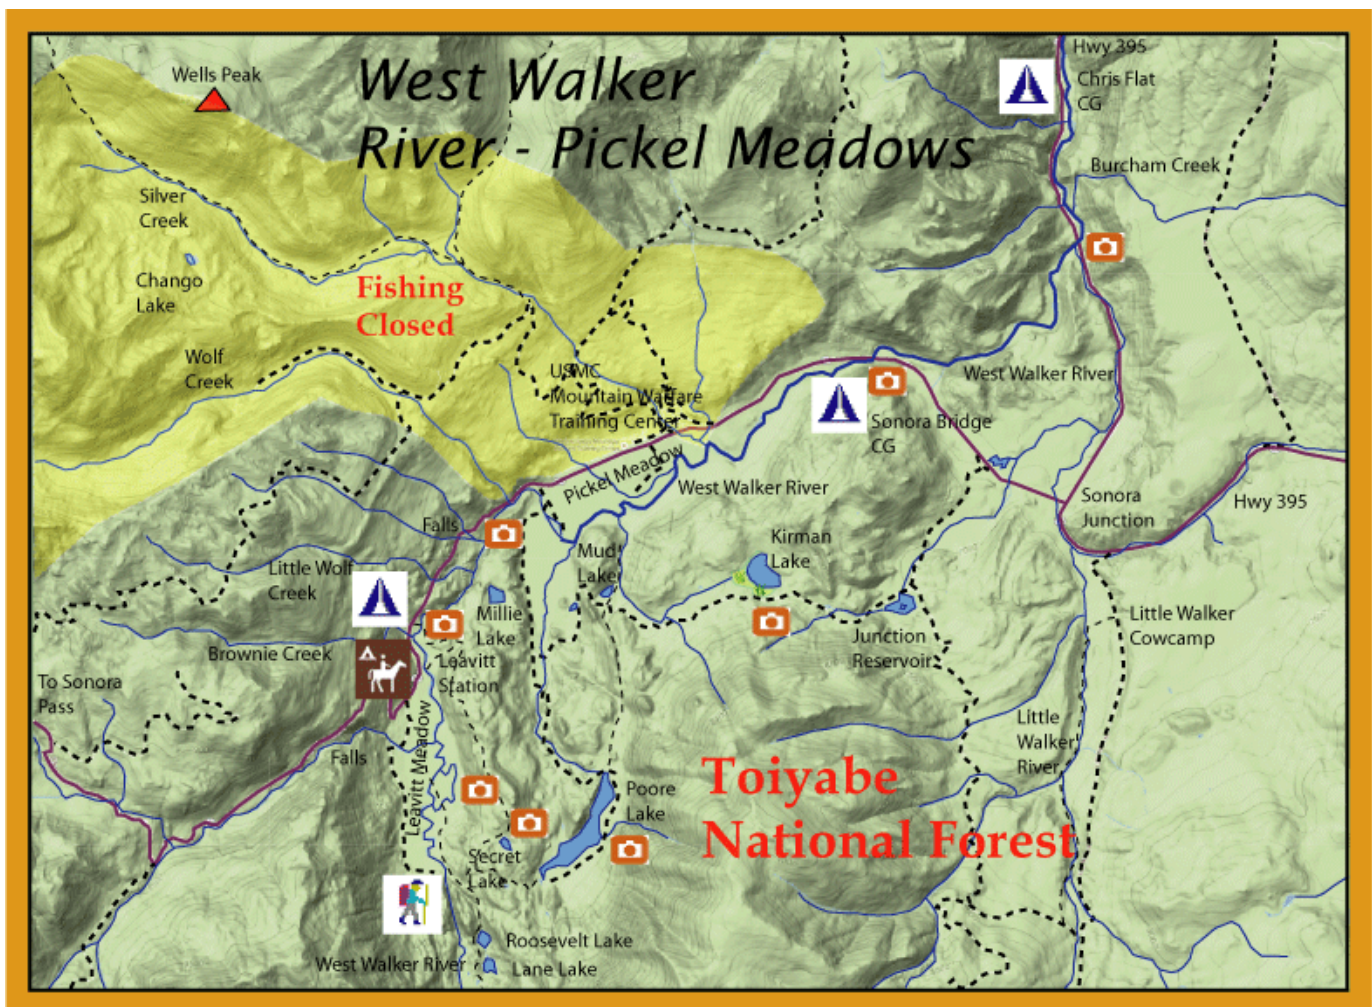 West Walker
River - Pickel Meadows
Wells Peak
Hwy 395
Chris Flat
CG
Burcham Creek
Silver
Creek
Chango
Lake
Fishing
Closed
Wolf
Creek
USMC
Mountain Warfare
Training Center
West Walker River
Sonora Bridge
CG
Pickel Meadow
West Walker River
Sonora
Junction
Hwy 395
Falls
Kirman
Lake
Mud
Lake
Little Wolf
Creek
Millie
Lake
Little Walker
Cowcamp
Junction
Reservoir
Brownie Creek
Leavitt
Station
To Sonora
Pass
Falls
Leavitt Meadow
Little
Walker
River
Toiyabe
National Forest
Poore
Lake
Secret
Lake
Roosevelt Lake
West Walker River
Lane Lake